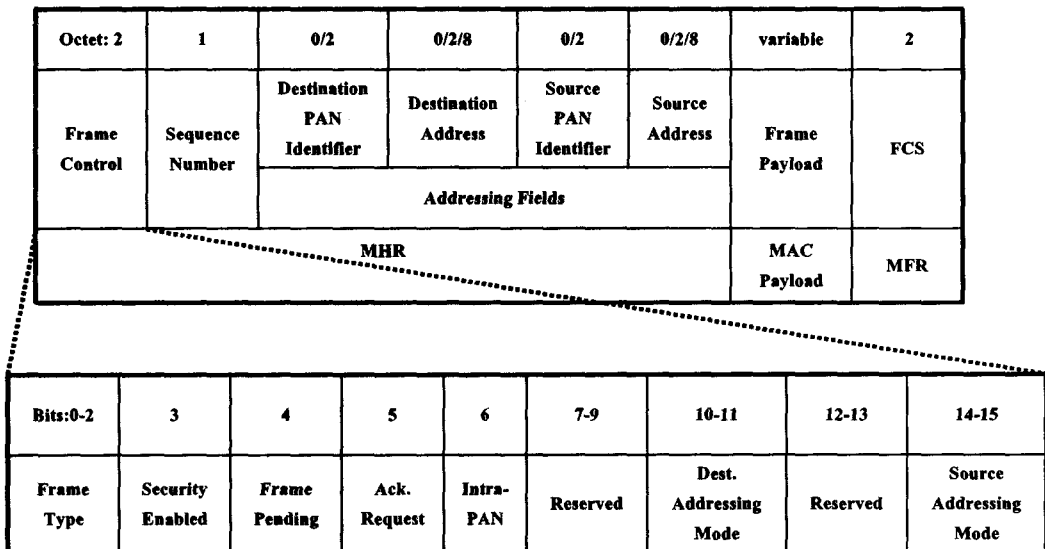 Octet: 2 1 0/2 0/2/8 0/2 0/2/8 variable 2
Frame Control
Sequence Number
Destination PAN Identifier
Destination Address
Source PAN Identifier
Source Address
Frame Payload
FCS
Addressing Fields
MHR
MAC Payload
MFR
Bits:0-2 3 4 5 6 7-9 10-11 12-13 14-15
Frame Type
Security Enabled
Frame Pending
Ack. Request
Intra-PAN
Reserved
Dest. Addressing Mode
Reserved
Source Addressing Mode